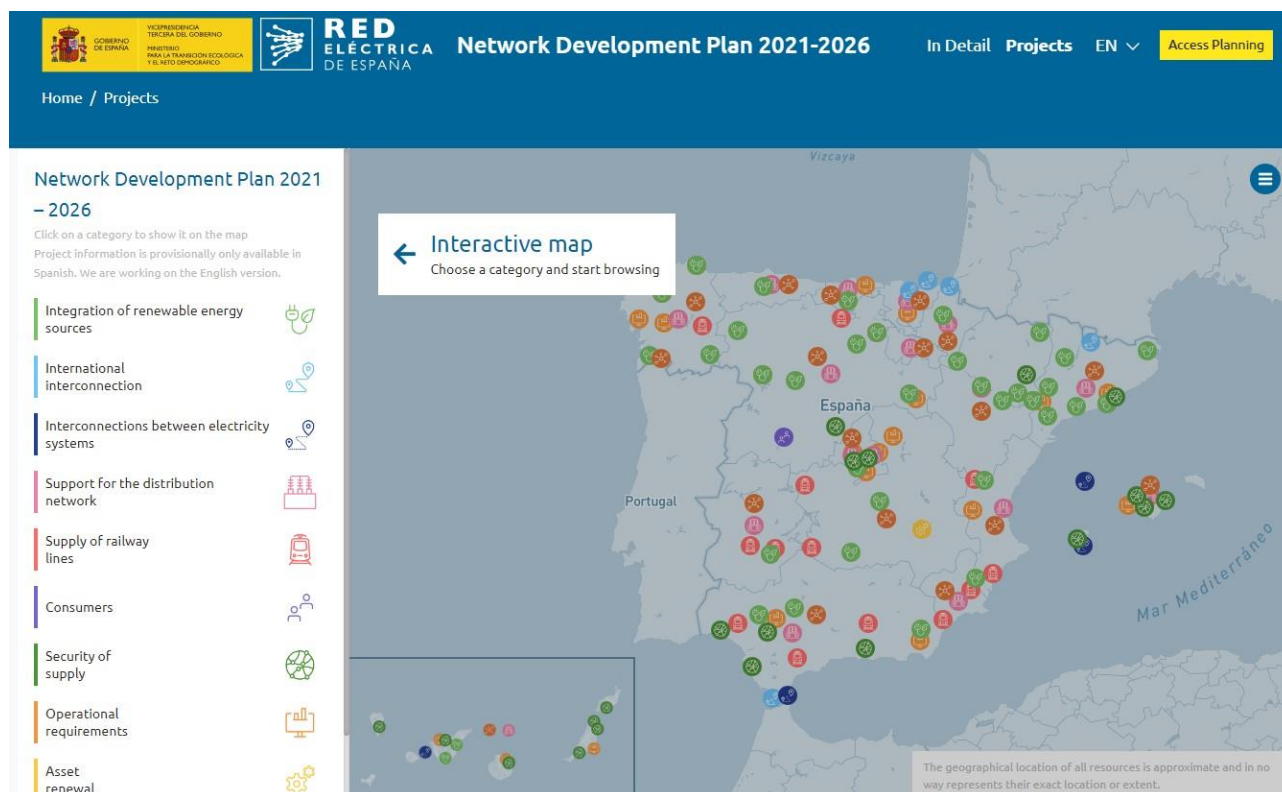 GOBIERNO
DE ESPAÑA
VICEPRESIDENCIA
TERCERA DEL GOBIERNO
MINISTERIO
PARA LA TRANSICIÓN ECOLÓGICA
Y EL RETO DEMOGRÁFICO
RED
ELÉCTRICA
DE ESPAÑA
Network Development Plan 2021-2026
In Detail Projects EN Access Planning
Home / Projects
Network Development Plan 2021
– 2026
Click on a category to show it on the map
Project information is provisionally only available in
Spanish. We are working on the English version.
Integration of renewable energy
sources
International
interconnection
Interconnections between electricity
systems
Support for the distribution
network
Supply of railway
lines
Consumers
Security of
supply
Operational
requirements
Asset
renewal
Vizcaya
Interactive map
Choose a category and start browsing
España
Portugal
Mar Mediterráneo
The geographical location of all resources is approximate and in no
way represents their exact location or extent.